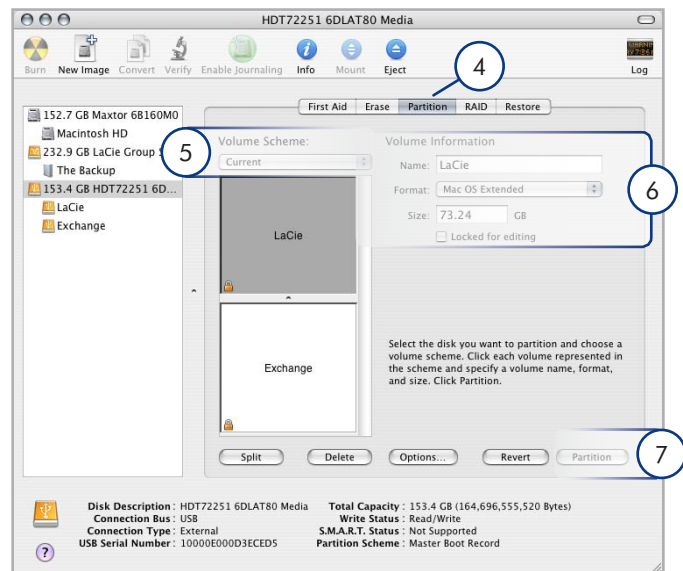 HDT72251 6DLAT80 Media
Burn New Image Convert Verify Enable Journaling Info Mount Eject Log
4
First Aid Erase Partition RAID Restore
152.7 GB Maxtor 6B160M0
Macintosh HD
232.9 GB LaCie Group
The Backup
153.4 GB HDT72251 6D...
LaCie
Exchange
5
Volume Scheme:
Current
LaCie
Exchange
Volume Information
Name: LaCie
Format: Mac OS Extended
Size: 73.24 GB
Locked for editing
6
Select the disk you want to partition and choose a
volume scheme. Click each volume represented in
the scheme and specify a volume name, format,
and size. Click Partition.
Split Delete Options... Revert Partition
7
Disk Description : HDT72251 6DLAT80 Media
Connection Bus : USB
Connection Type : External
USB Serial Number : 10000E000D3ECED5
Total Capacity : 153.4 GB (164,696,555,520 Bytes)
Write Status : Read/Write
S.M.A.R.T. Status : Not Supported
Partition Scheme : Master Boot Record
?